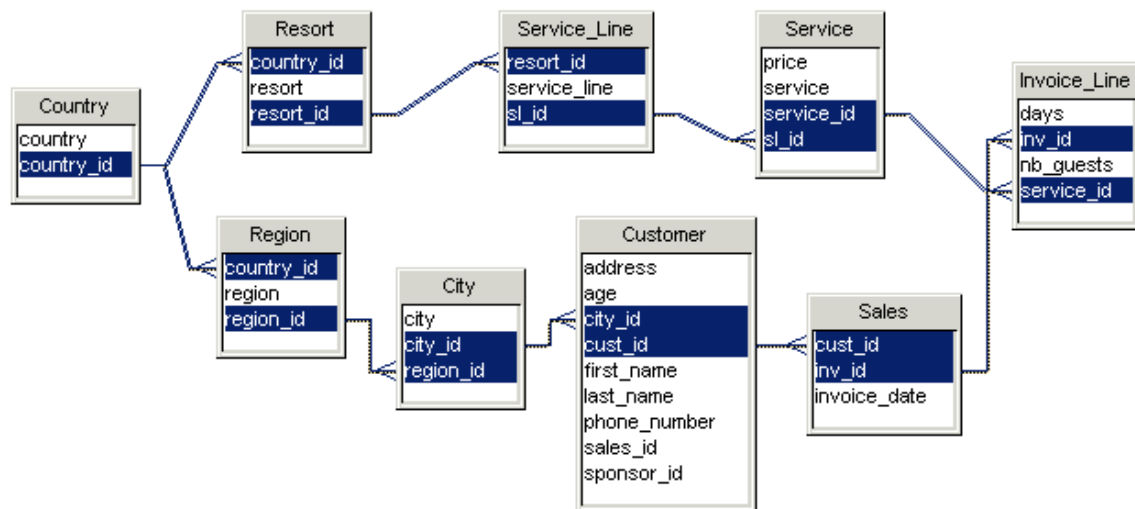 Country
country
country_id
Resort
country_id
resort
resort_id
Service_Line
resort_id
service_line
sl_id
Service
price
service
service_id
sl_id
Invoice_Line
days
inv_id
nb_guests
service_id
Region
country_id
region
region_id
City
city
city_id
region_id
Customer
address
age
city_id
cust_id
first_name
last_name
phone_number
sales_id
sponsor_id
Sales
cust_id
inv_id
invoice_date